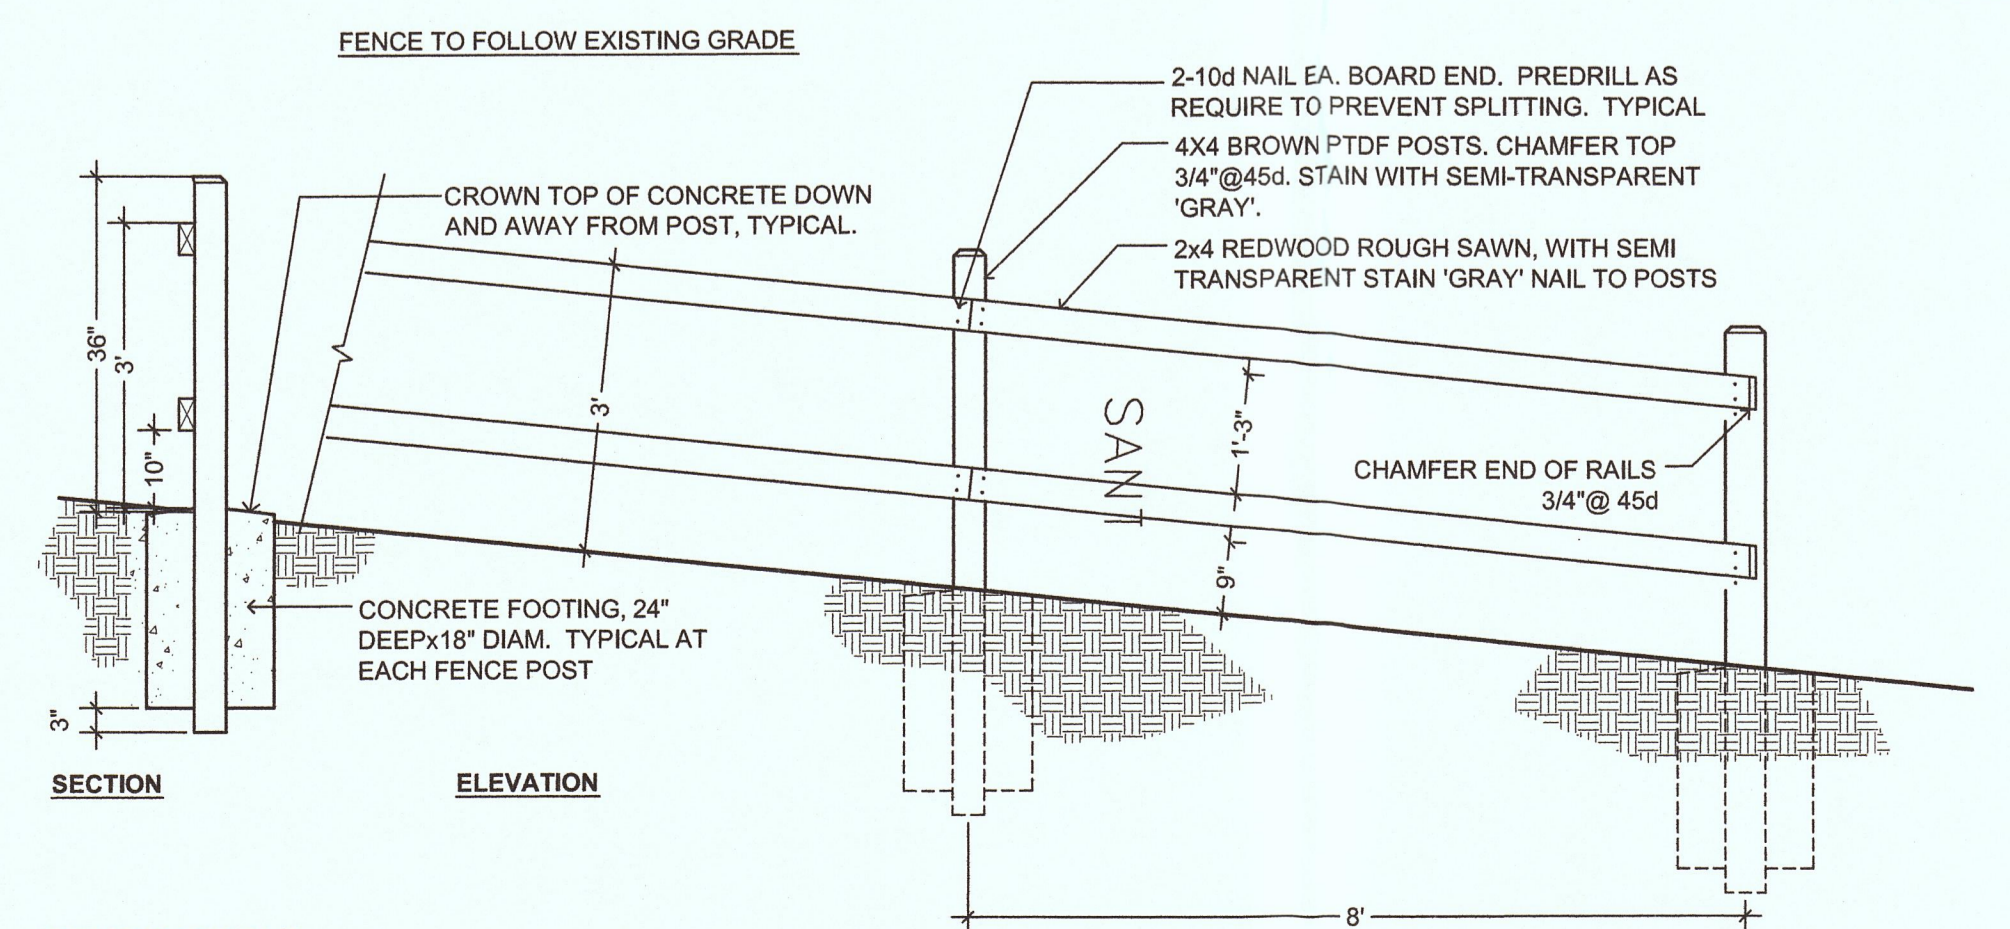 FENCE TO FOLLOW EXISTING GRADE
2-10d NAIL EA. BOARD END. PREDRILL AS
REQUIRE TO PREVENT SPLITTING. TYPICAL
4X4 BROWN PTDF POSTS. CHAMFER TOP
3/4"@45d. STAIN WITH SEMI-TRANSPARENT
'GRAY'.
2x4 REDWOOD ROUGH SAWN, WITH SEMI
TRANSPARENT STAIN 'GRAY' NAIL TO POSTS
CROWN TOP OF CONCRETE DOWN
AND AWAY FROM POST, TYPICAL.
36"
3'
10"
3'
SAN
1'-3"
9"
CHAMFER END OF RAILS
3/4"@ 45d
CONCRETE FOOTING, 24"
DEEPx18" DIAM. TYPICAL AT
EACH FENCE POST
3"
SECTION
ELEVATION
8'